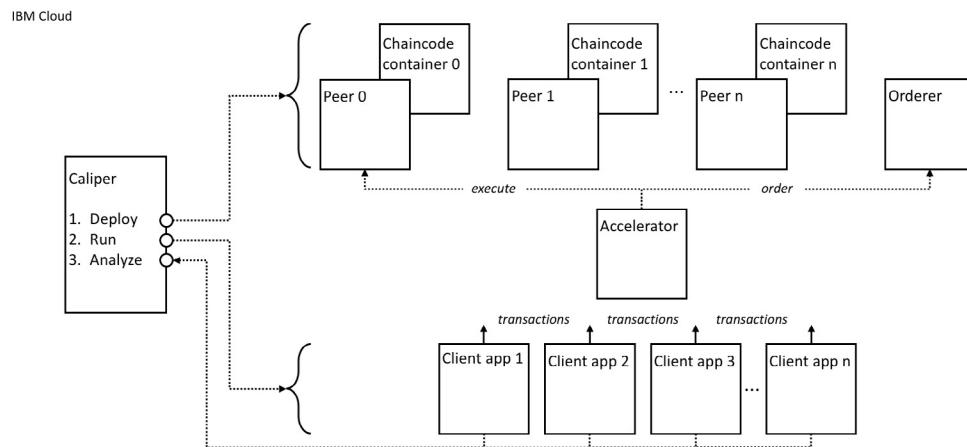 IBM Cloud
Chaincode
container 0
Chaincode
container 1
Chaincode
container n
Peer 0
Peer 1
...
Peer n
Orderer
Caliper
execute
order
1. Deploy
2. Run
3. Analyze
Accelerator
transactions
transactions
transactions
Client app 1
Client app 2
Client app 3
...
Client app n